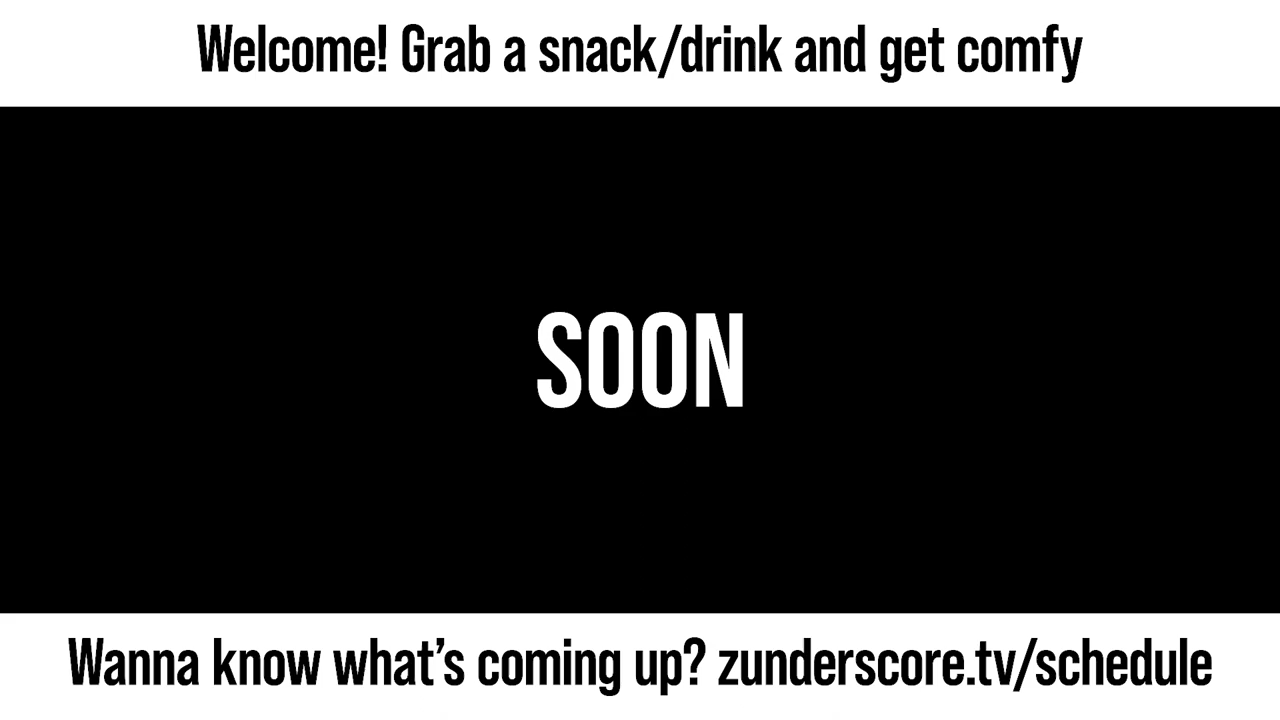 Welcome! Grab a snack/drink and get comfy
SOON
Wanna know what’s coming up? zunderscore.tv/schedule